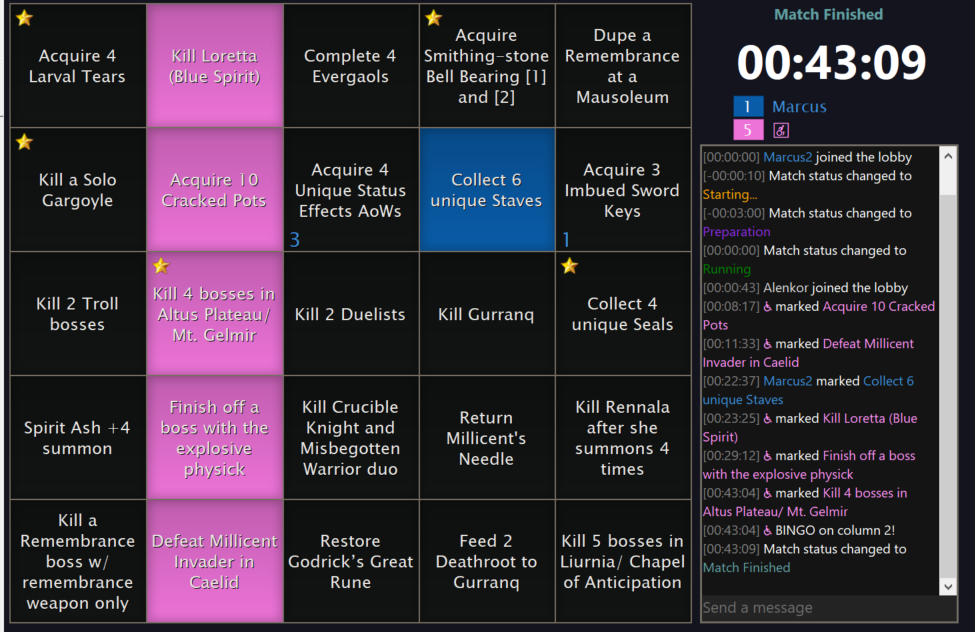 Acquire 4
Larval Tears
Kill Loretta
(Blue Spirit)
Complete 4
Evergaols
Acquire
Smithing-stone
Bell Bearing [1]
and [2]
Dupe a
Remembrance
at a
Mausoleum
Kill a Solo
Gargoyle
Acquire 10
Cracked Pots
Acquire 4
Unique Status
Effects AoWs
3
Collect 6
unique Staves
Acquire 3
Imbued Sword
Keys
1
Kill 2 Troll
bosses
Kill 4 bosses in
Altus Plateau/
Mt. Gelmir
Kill 2 Duelists
Kill Gurranq
Collect 4
unique Seals
Spirit Ash +4
summon
Finish off a
boss with the
explosive
physick
Kill Crucible
Knight and
Misbegotten
Warrior duo
Return
Millicent's
Needle
Kill Rennala
after she
summons 4
times
Kill a
Remembrance
boss w/
remembrance
weapon only
Defeat Millicent
Invader in
Caelid
Restore
Godrick's Great
Rune
Feed 2
Deathroot to
Gurranq
Kill 5 bosses in
Liurnia/ Chapel
of Anticipation
Match Finished
00:43:09
1 Marcus
5 ♿
[00:00:00] Marcus2 joined the lobby
[-00:00:10] Match status changed to
Starting...
[-00:03:00] Match status changed to
Preparation
[00:00:00] Match status changed to
Running
[00:00:43] Alenkor joined the lobby
[00:08:17] ♿ marked Acquire 10 Cracked
Pots
[00:11:33] ♿ marked Defeat Millicent
Invader in Caelid
[00:22:37] Marcus2 marked Collect 6
unique Staves
[00:23:25] ♿ marked Kill Loretta (Blue
Spirit)
[00:29:12] ♿ marked Finish off a boss
with the explosive physick
[00:43:04] ♿ marked Kill 4 bosses in
Altus Plateau/ Mt. Gelmir
[00:43:04] ♿ BINGO on column 2!
[00:43:09] Match status changed to
Match Finished
Send a message